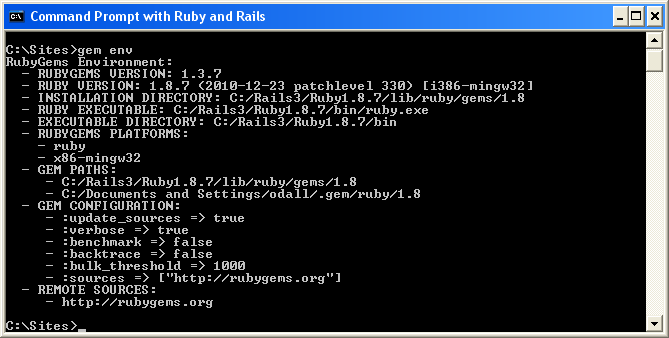 Command Prompt with Ruby and Rails
C:\Sites>gem env
RubyGems Environment:
  - RUBYGEMS VERSION: 1.3.7
  - RUBY VERSION: 1.8.7 (2010-12-23 patchlevel 330) [i386-mingw32]
  - INSTALLATION DIRECTORY: C:/Rails3/Ruby1.8.7/lib/ruby/gems/1.8
  - RUBY EXECUTABLE: C:/Rails3/Ruby1.8.7/bin/ruby.exe
  - EXECUTABLE DIRECTORY: C:/Rails3/Ruby1.8.7/bin
  - RUBYGEMS PLATFORMS:
    - ruby
    - x86-mingw32
  - GEM PATHS:
     - C:/Rails3/Ruby1.8.7/lib/ruby/gems/1.8
     - C:/Documents and Settings/odall/.gem/ruby/1.8
  - GEM CONFIGURATION:
     - :update_sources => true
     - :verbose => true
     - :benchmark => false
     - :backtrace => false
     - :bulk_threshold => 1000
     - :sources => ["http://rubygems.org"]
  - REMOTE SOURCES:
     - http://rubygems.org
C:\Sites>_